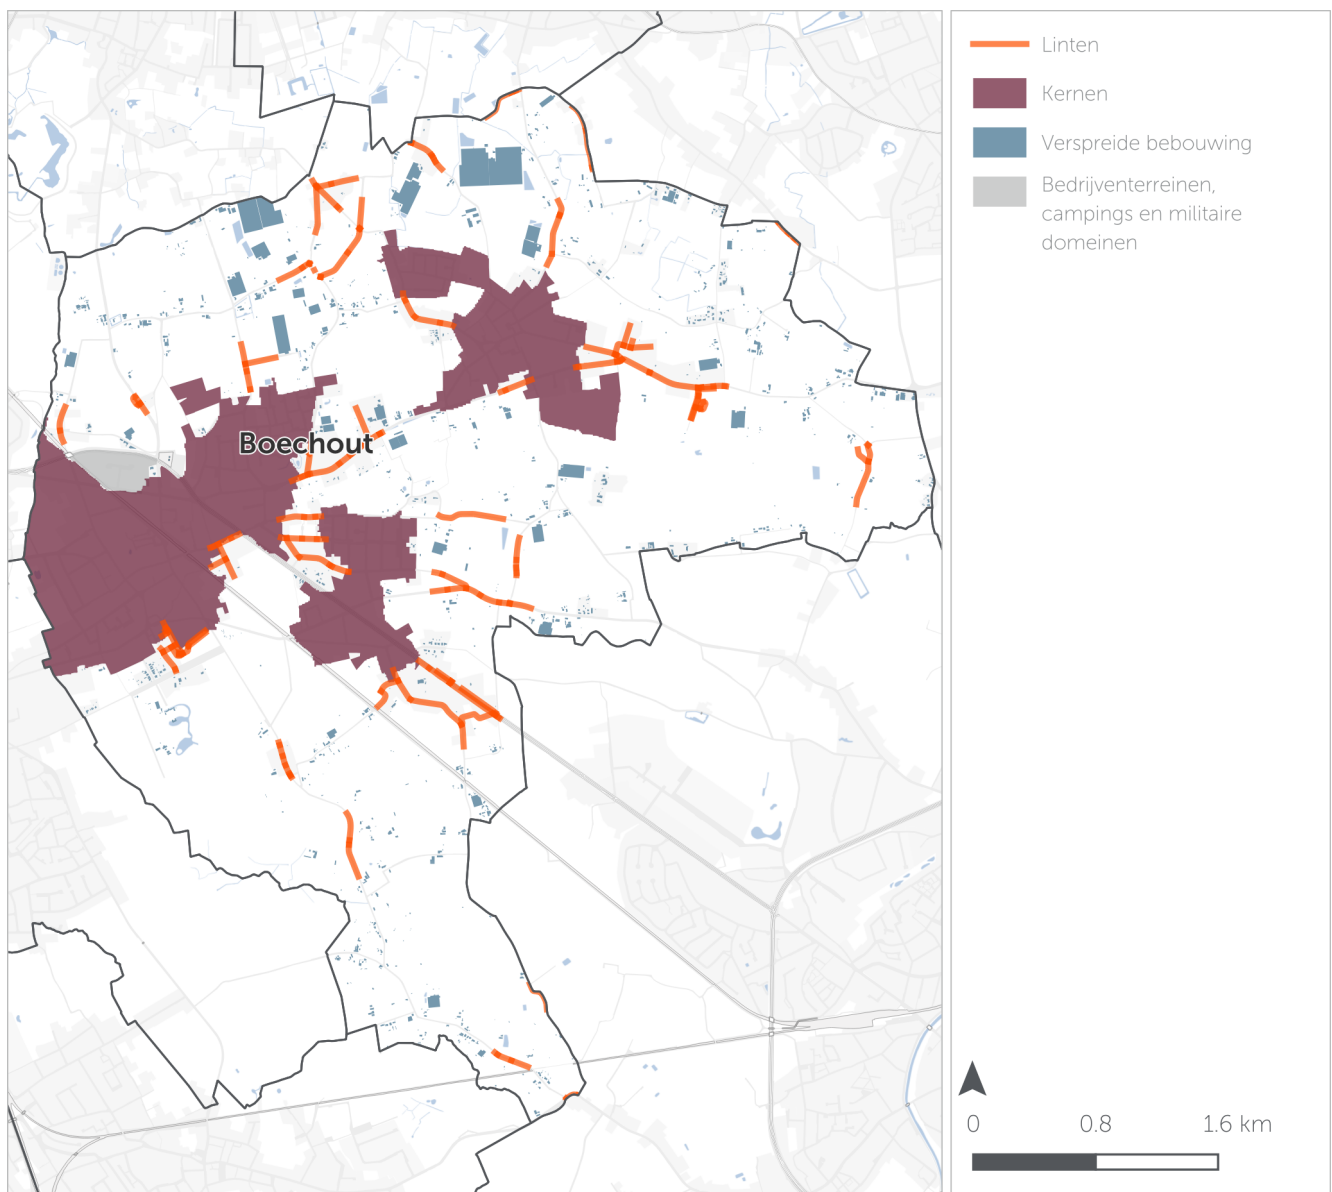 Linten
Kernen
Verspreide bebouwing
Bedrijventerreinen,
campings en militaire
domeinen
Boechout
0 0.8 1.6 km